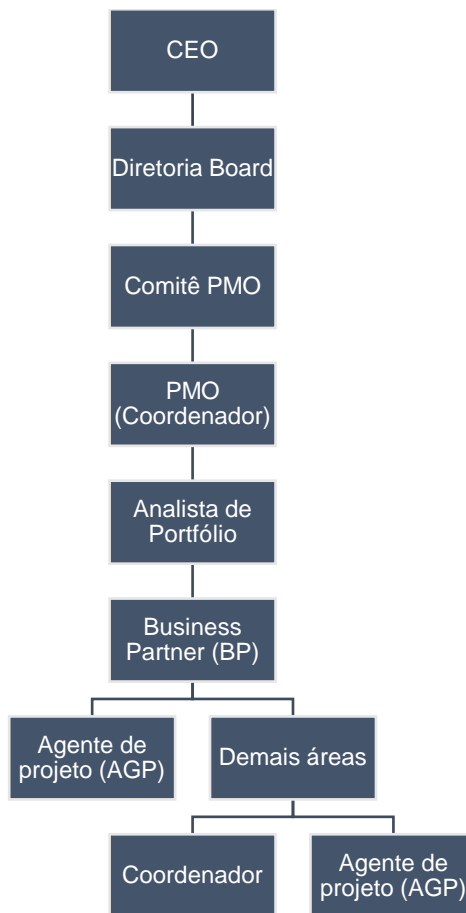 CEO
Diretoria Board
Comitê PMO
PMO
(Coordenador)
Analista de
Portfólio
Business
Partner (BP)
Agente de
projeto (AGP)
Demais áreas
Coordenador
Agente de
projeto (AGP)